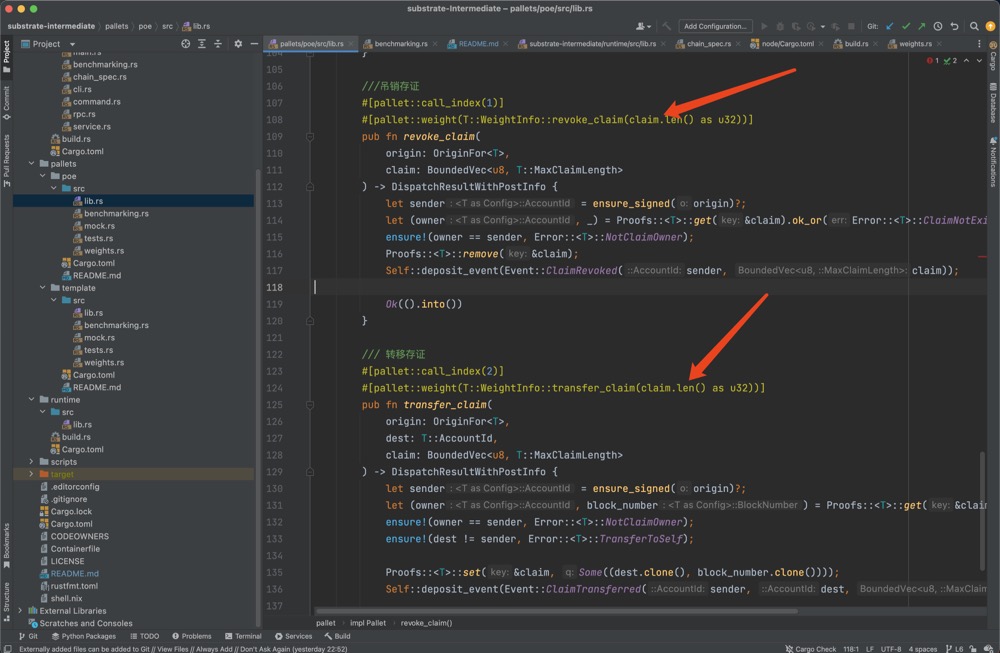 substrate-Intermediate – pallets/poe/src/lib.rs
substrate-intermediate › pallets › poe › src › lib.rs
Add Configuration...
Git:
Project
pallets/poe/src/lib.rs
benchmarking.rs
README.md
substrate-intermediate/runtime/src/lib.rs
chain_spec.rs
node/Cargo.toml
build.rs
weights.rs
Project
Commit
Pull Requests
Bookmarks
Structure
main.rs
benchmarking.rs
chain_spec.rs
cli.rs
command.rs
rpc.rs
service.rs
build.rs
Cargo.toml
pallets
poe
src
lib.rs
benchmarking.rs
mock.rs
tests.rs
weights.rs
Cargo.toml
README.md
template
src
lib.rs
benchmarking.rs
mock.rs
tests.rs
weights.rs
Cargo.toml
README.md
runtime
src
lib.rs
build.rs
Cargo.toml
scripts
target
.editorconfig
.gitignore
Cargo.lock
Cargo.toml
CODEOWNERS
Containerfile
LICENSE
README.md
rustfmt.toml
shell.nix
External Libraries
Scratches and Consoles
1 2
104 }
105
106 ///吊销存证
107 #[pallet::call_index(1)]
108 #[pallet::weight(T::WeightInfo::revoke_claim(claim.len() as u32))]
109 pub fn revoke_claim(
110 origin: OriginFor<T>,
111 claim: BoundedVec<u8, T::MaxClaimLength>
112 ) -> DispatchResultWithPostInfo {
113 let sender : <T as Config>::AccountId = ensure_signed( o: origin)?;
114 let (owner : <T as Config>::AccountId , _) = Proofs::<T>::get( key: &claim).ok_or( err: Error::<T>::ClaimNotExi
115 ensure!(owner == sender, Error::<T>::NotClaimOwner);
116 Proofs::<T>::remove( key: &claim);
117 Self::deposit_event(Event::ClaimRevoked( ::AccountId: sender, BoundedVec<u8, ::MaxClaimLength>: claim));
118
119 Ok(().into())
120 }
121
122 /// 转移存证
123 #[pallet::call_index(2)]
124 #[pallet::weight(T::WeightInfo::transfer_claim(claim.len() as u32))]
125 pub fn transfer_claim(
126 origin: OriginFor<T>,
127 dest: T::AccountId,
128 claim: BoundedVec<u8, T::MaxClaimLength>
129 ) -> DispatchResultWithPostInfo {
130 let sender : <T as Config>::AccountId = ensure_signed( o: origin)?;
131 let (owner : <T as Config>::AccountId , block_number : <T as Config>::BlockNumber ) = Proofs::<T>::get( key: &clai
132 ensure!(owner == sender, Error::<T>::NotClaimOwner);
133 ensure!(dest != sender, Error::<T>::TransferToSelf);
134
135 Proofs::<T>::set( key: &claim, q: Some((dest.clone(), block_number.clone())));
136 Self::deposit_event(Event::ClaimTransferred( ::AccountId: sender, ::AccountId: dest, BoundedVec<u8, ::MaxClaim
137
Cargo
Database
Notifications
pallet › impl Pallet › revoke_claim()
Git
Python Packages
TODO
Problems
Terminal
Services
Build
Externally added files can be added to Git // View Files // Always Add // Don't Ask Again (yesterday 22:52)
Cargo Check 118:1 LF UTF-8 4 spaces L6